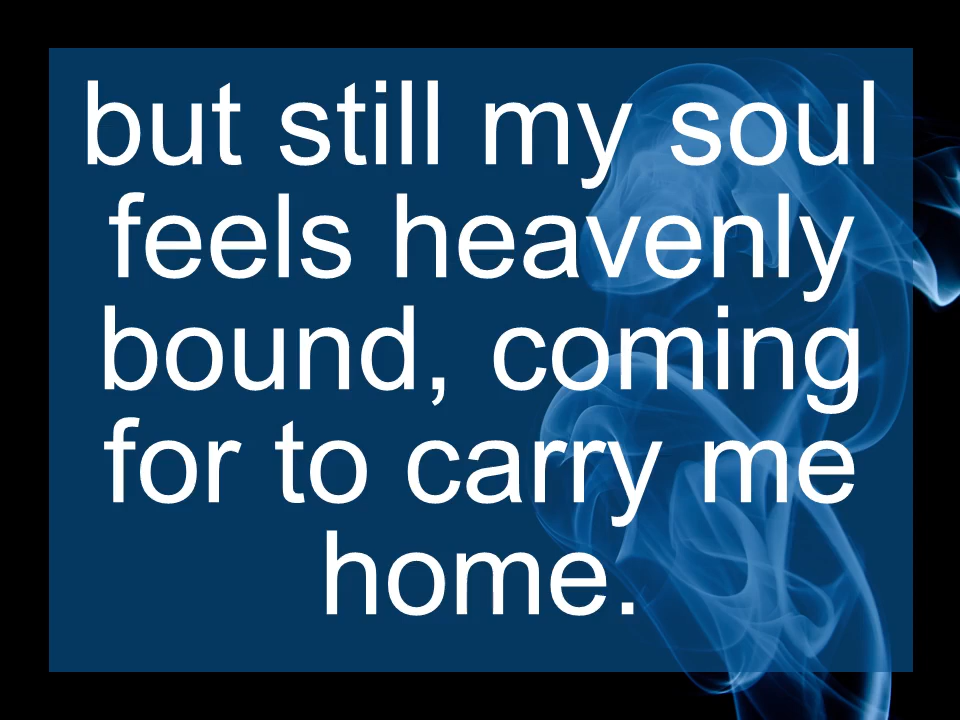 but still my soul
feels heavenly
bound, coming
for to carry me
home.